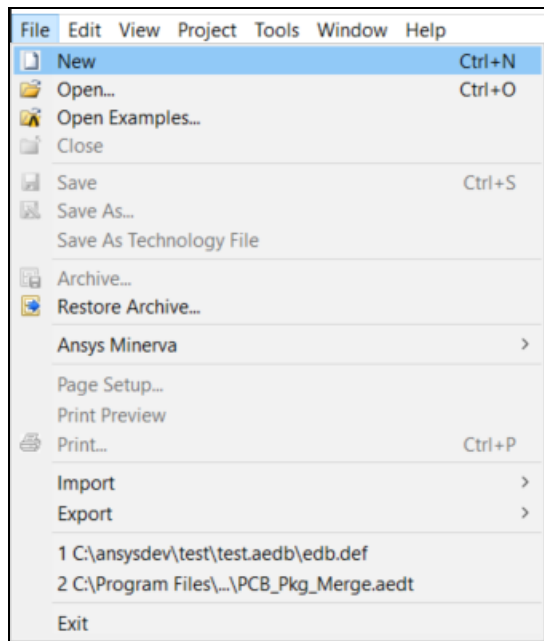 File Edit View Project Tools Window Help
New Ctrl+N
Open... Ctrl+O
Open Examples...
Close
Save Ctrl+S
Save As...
Save As Technology File
Archive...
Restore Archive...
Ansys Minerva >
Page Setup...
Print Preview
Print... Ctrl+P
Import >
Export >
1 C:\ansysdev\test\test.aedb\edb.def
2 C:\Program Files\...\PCB_Pkg_Merge.aedt
Exit